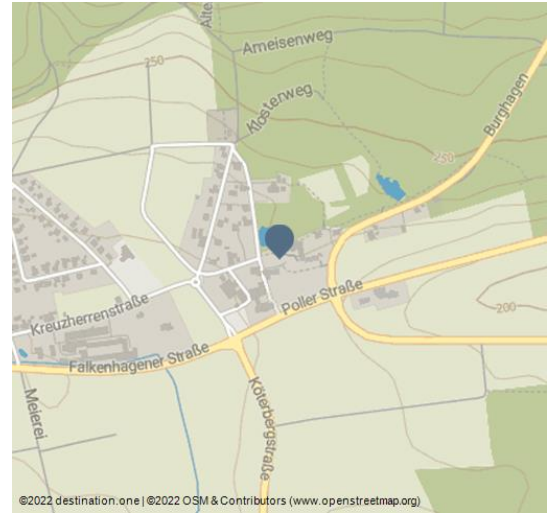 Alte
Ameisenweg
250
Klosterweg
Burghagen
250
Kreuzherrenstraße
Poller Straße
200
Falkenhagener Straße
Meierei
Köterbergstraße
©2022 destination.one | ©2022 OSM & Contributors (www.openstreetmap.org)